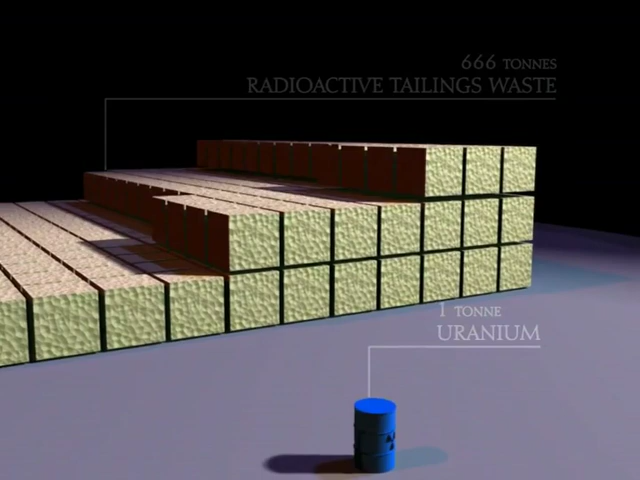 666 TONNES
RADIOACTIVE TAILINGS WASTE
1 TONNE
URANIUM